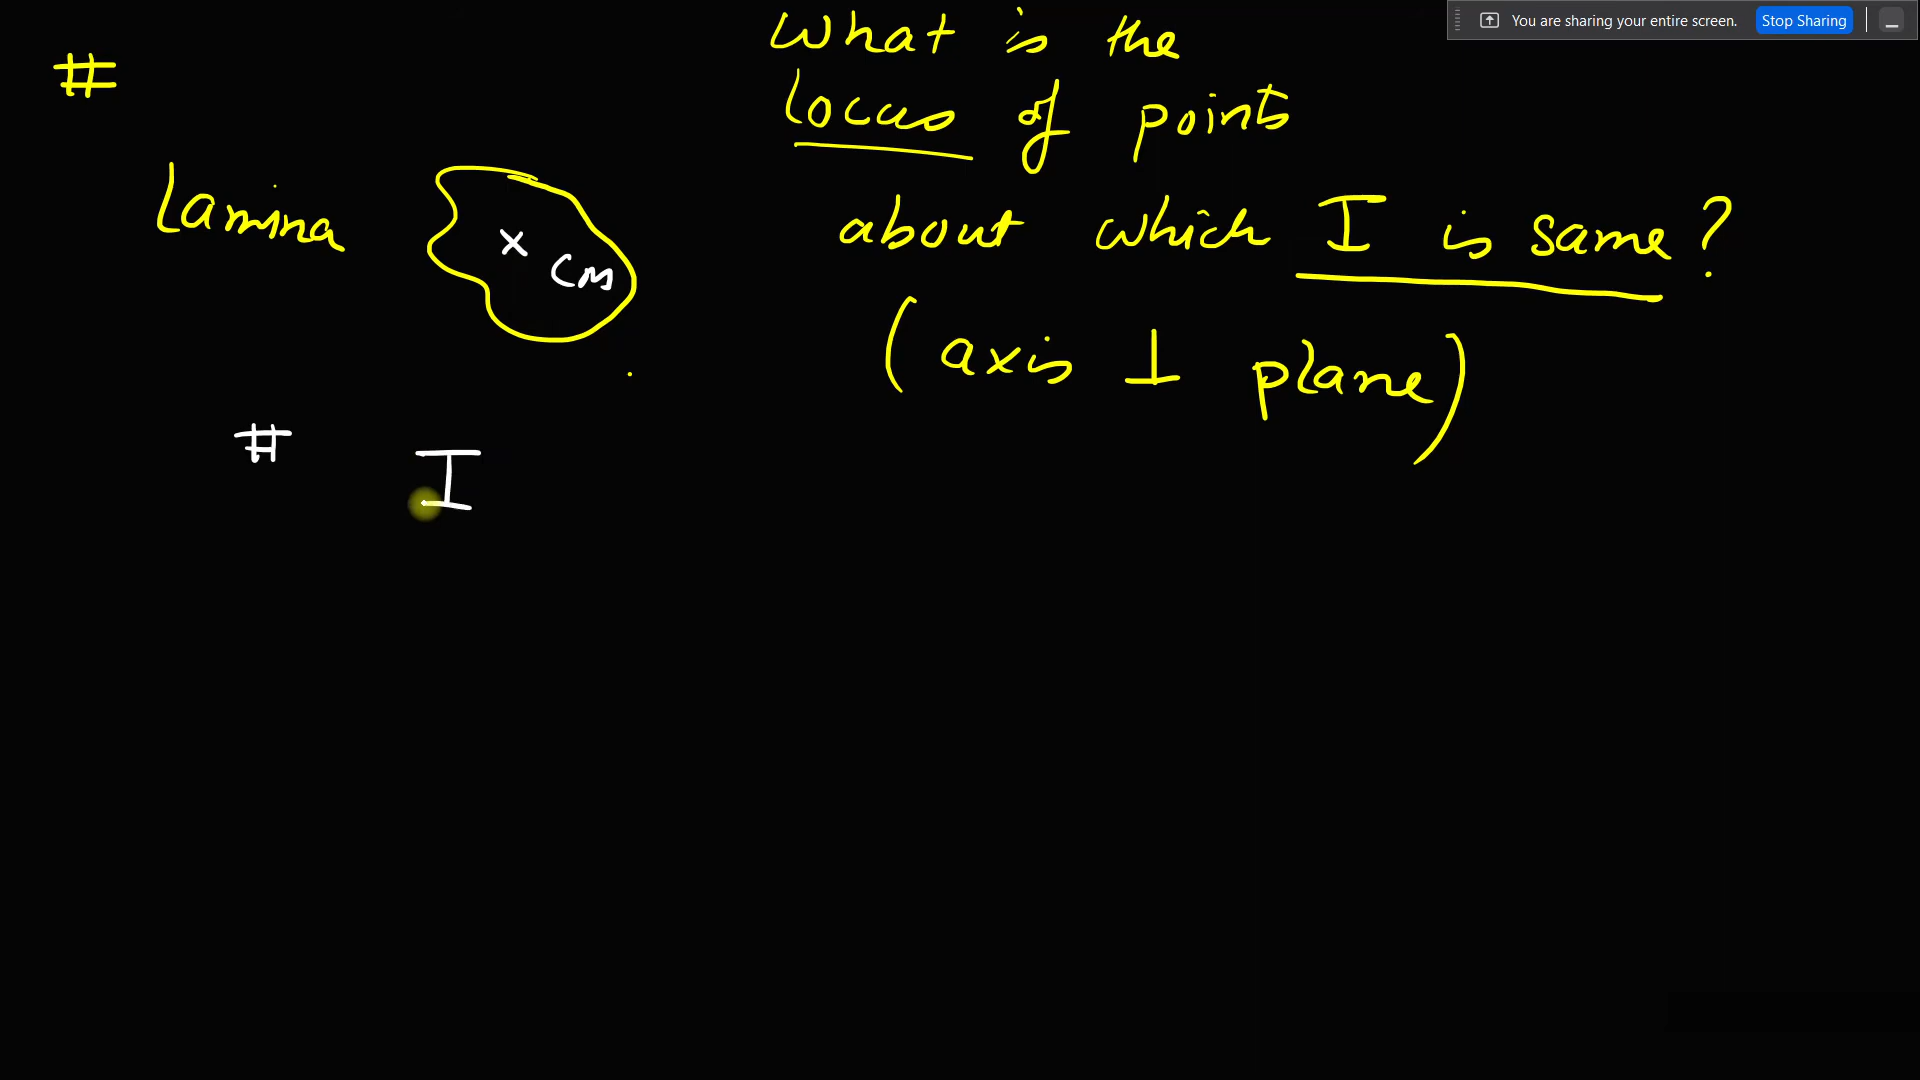 You are sharing your entire screen. Stop Sharing
#
What is the
locus of points
Lamina
x
CM
about which I is same?
(axis ⊥ plane)
# I